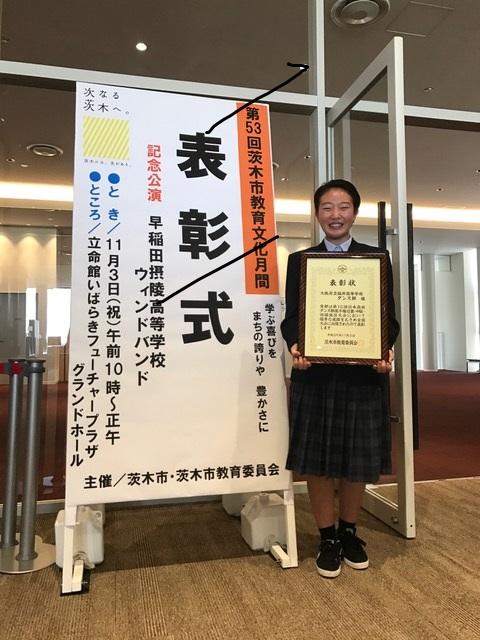 次なる
茨木へ。
第53回茨木市教育文化月間
表彰式
学ぶ喜びを
まちの誇りや 豊かさに
記念公演 早稲田摂陵高等学校
ウィンドバンド
●とき/11月3日(祝)午前10時～正午
●ところ/立命館いばらきフューチャープラザ
グランドホール
主催/茨木市・茨木市教育委員会
表彰状
ダンス部 様
茨木市教育委員会